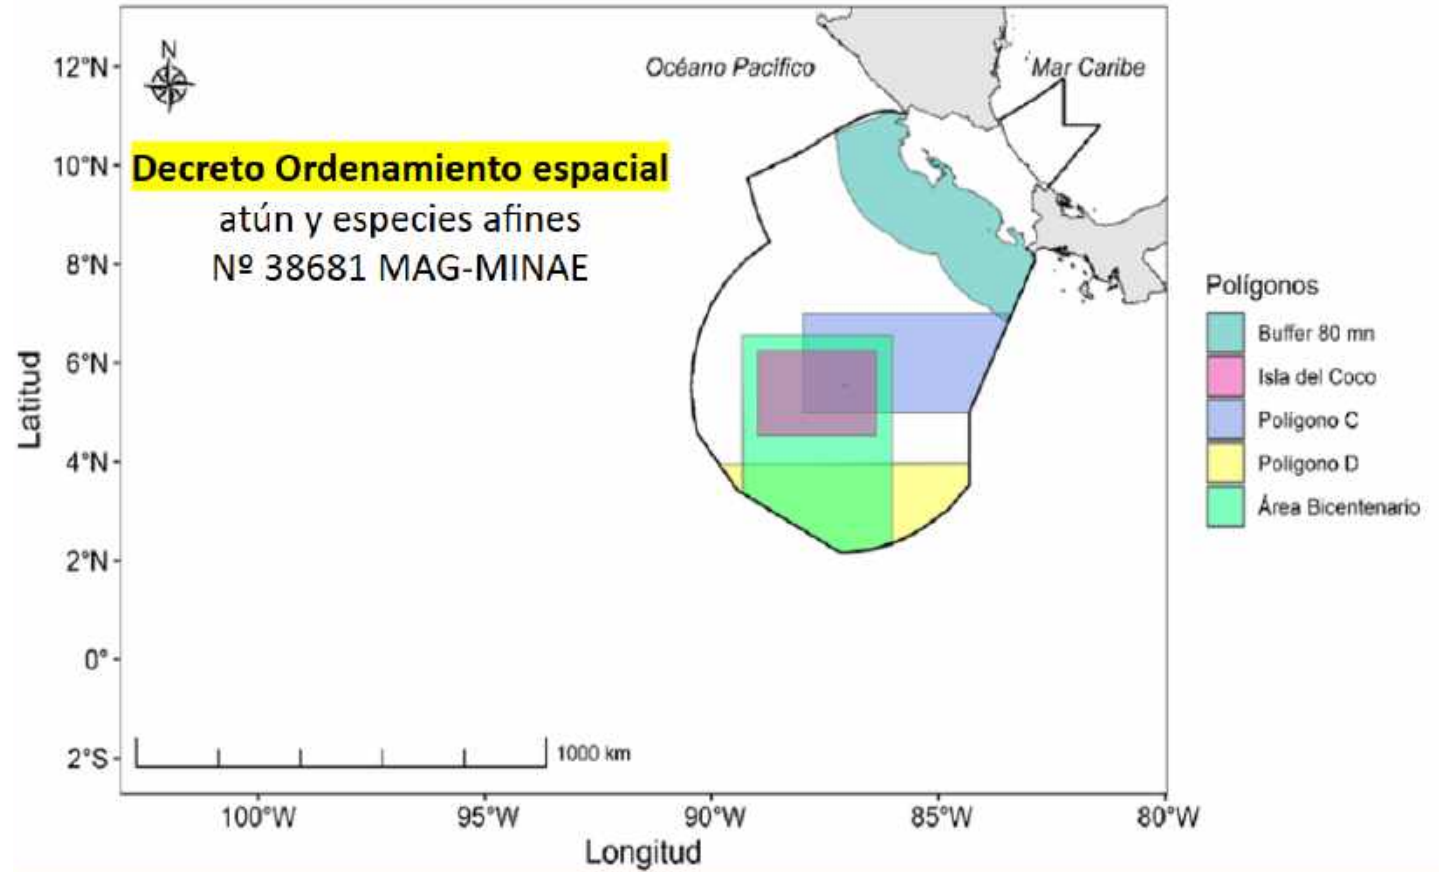 N
Océano Pacífico
Mar Caribe
Decreto Ordenamiento espacial
atún y especies afines
Nº 38681 MAG-MINAE
12°N
10°N
8°N
6°N
4°N
2°N
0°
2°S
Latitud
1000 km
100°W
95°W
90°W
85°W
80°W
Longitud
Polígonos
Buffer 80 mn
Isla del Coco
Polígono C
Polígono D
Área Bicentenario